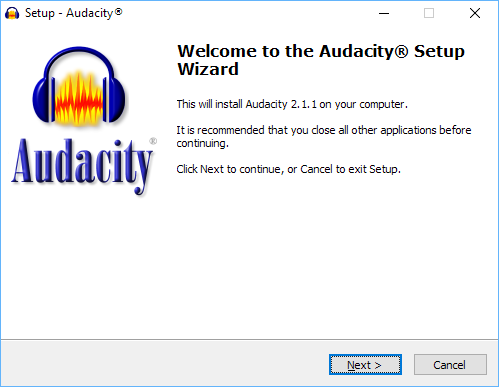 Setup - Audacity®
Welcome to the Audacity® Setup
Wizard
This will install Audacity 2.1.1 on your computer.
It is recommended that you close all other applications before
continuing.
Click Next to continue, or Cancel to exit Setup.
Audacity®
Next >
Cancel